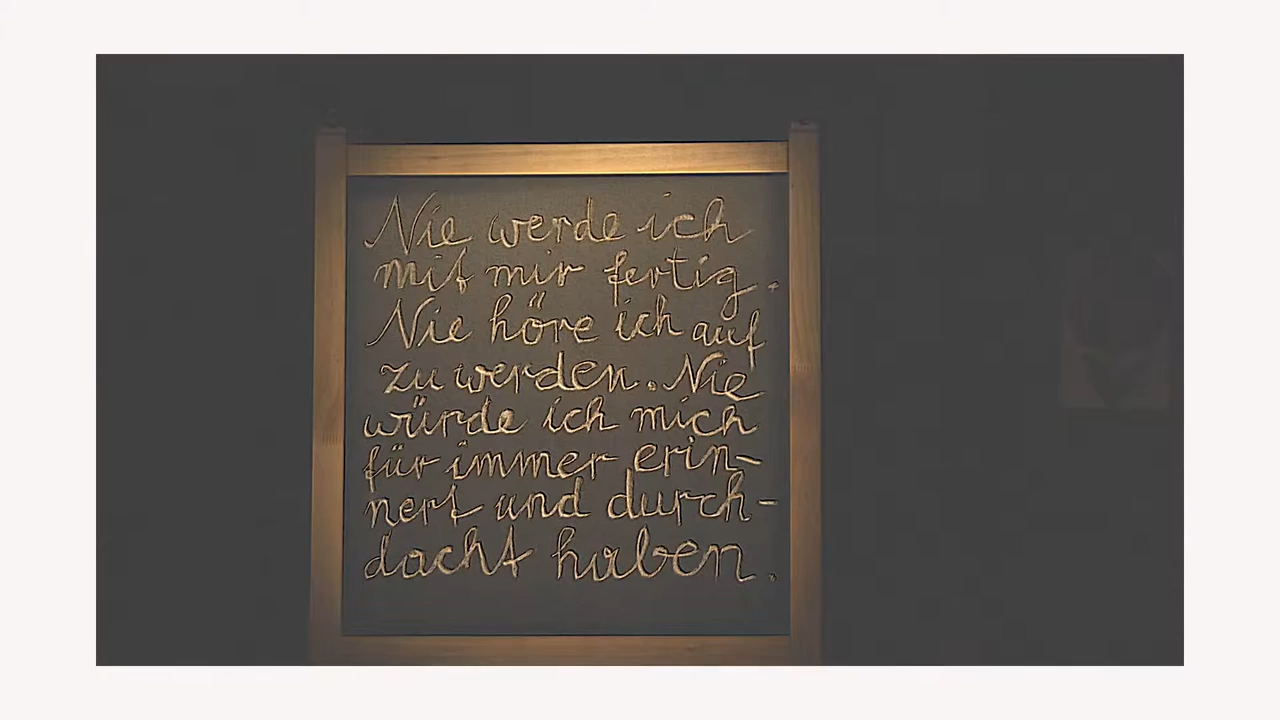 Nie werde ich
mit mir fertig.
Nie höre ich auf
zu werden. Nie
würde ich mich
für immer erin-
nert und durch-
dacht haben.